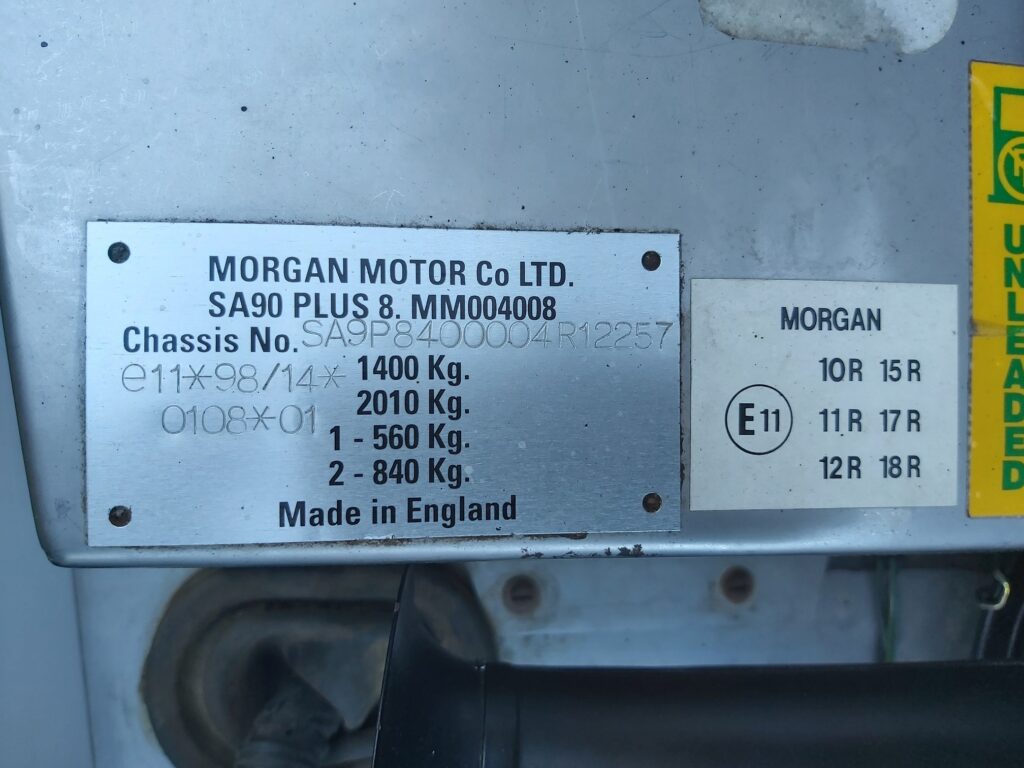 MORGAN MOTOR Co LTD.
SA90 PLUS 8. MM004008
Chassis No. SA9P8400004R12257
e11*98/14* 1400 Kg.
0108*01 2010 Kg.
1 - 560 Kg.
2 - 840 Kg.
Made in England
MORGAN
10R 15R
E11 11R 17R
12R 18R
UNLEADED